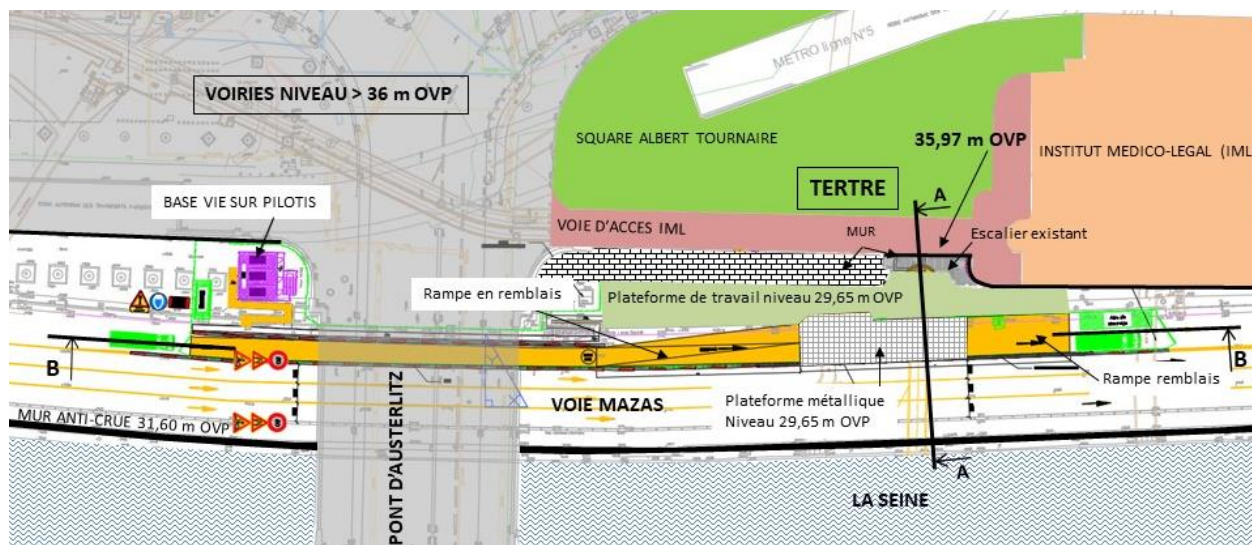 METRO ligne N°5
VOIRIES NIVEAU > 36 m OVP
SQUARE ALBERT TOURNAIRE
35,97 m OVP
INSTITUT MEDICO-LEGAL (IML)
TERTRE
A
BASE VIE SUR PILOTIS
VOIE D'ACCES IML
MUR
Escalier existant
Rampe en remblais
Plateforme de travail niveau 29,65 m OVP
B
B
Rampe remblais
PONT D'AUSTERLITZ
VOIE MAZAS
Plateforme métallique
Niveau 29,65 m OVP
MUR ANTI-CRUE 31,60 m OVP
A
LA SEINE